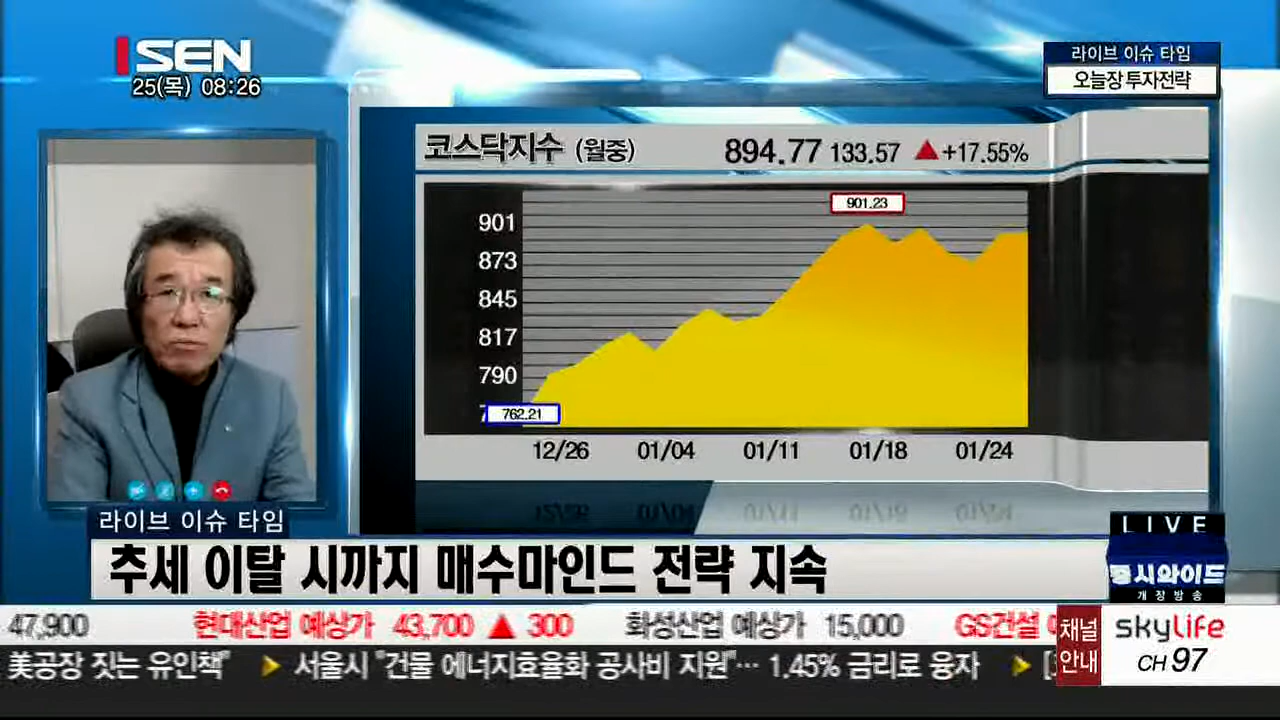 SEN
25(목) 08:26
라이브 이슈 타임
오늘장 투자전략
코스닥지수 (월중) 894.77 133.57 ▲+17.55%
901.23
901
873
845
817
790
762.21
12/26 01/04 01/11 01/18 01/24
라이브 이슈 타임
추세 이탈 시까지 매수마인드 전략 지속
LIVE
증시와이드
개장방송
47,900 현대산업 예상가 43,700 ▲ 300 화성산업 예상가 15,000 GS건설
美공장 짓는 유인책" 서울시 "건물 에너지효율화 공사비 지원"… 1.45% 금리로 융자
채널
안내
skylife
CH 97